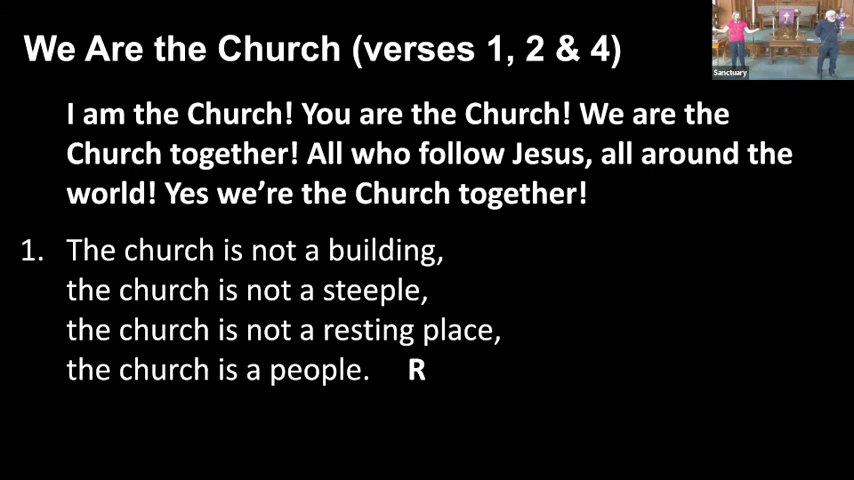 We Are the Church (verses 1, 2 & 4)
Sanctuary
I am the Church! You are the Church! We are the
Church together! All who follow Jesus, all around the
world! Yes we’re the Church together!
1. The church is not a building,
the church is not a steeple,
the church is not a resting place,
the church is a people. R